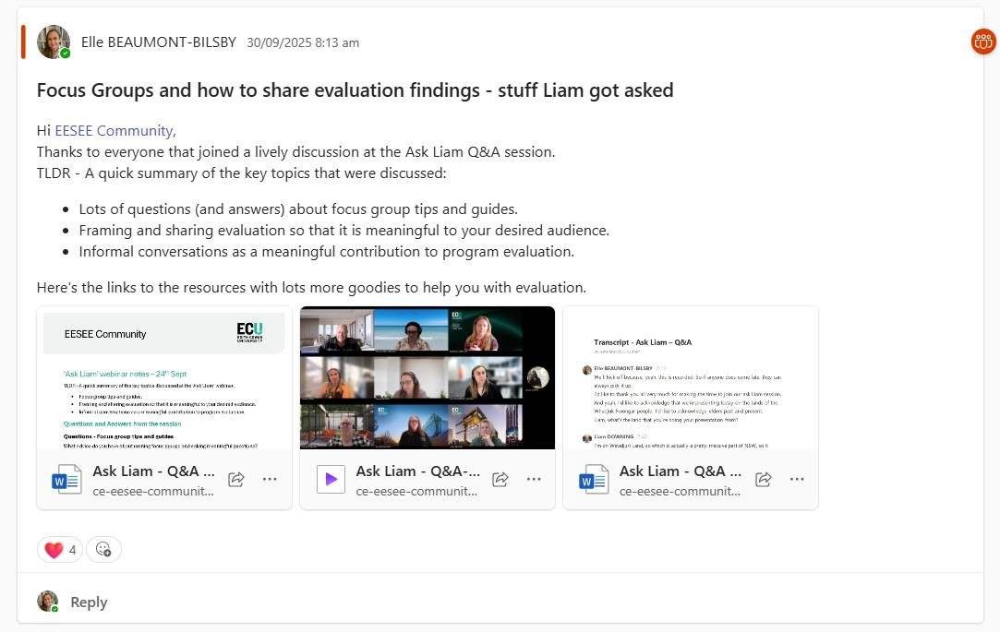 Elle BEAUMONT-BILSBY 30/09/2025 8:13 am
Focus Groups and how to share evaluation findings - stuff Liam got asked
Hi EESEE Community,
Thanks to everyone that joined a lively discussion at the Ask Liam Q&A session.
TLDR - A quick summary of the key topics that were discussed:
Lots of questions (and answers) about focus group tips and guides.
Framing and sharing evaluation so that it is meaningful to your desired audience.
Informal conversations as a meaningful contribution to program evaluation.
Here's the links to the resources with lots more goodies to help you with evaluation.
EESEE Community
ECU
EDITH COWAN
UNIVERSITY
'Ask Liam' webinar notes – 24th Sept
TLDR - A quick summary of the key topics discussed at the 'Ask Liam' webinar.
Focus group tips and guides.
Framing and sharing evaluation so that it is meaningful to your desired audience.
Informal conversations as a meaningful contribution to program evaluation.
Questions and Answers from the session
Questions - Focus group tips and guides
What advice do you have about running focus groups and asking meaningful questions?
W
Ask Liam - Q&A ...
ce-eesee-communit...
ECU
ECU
ECU
Ask Liam - Q&A-...
ce-eesee-communit...
Transcript - Ask Liam – Q&A
Elle BEAUMONT-BILSBY
We'll kick off because, yeah, this is recorded. So if anyone does come late, they can
always pick it up.
I'd like to thank you all very much for making the time to join our ask Liam session.
And yeah, I'd like to acknowledge that we're presenting today on the lands of the
Whadjuk Noongar people. I'd like to acknowledge elders past and present.
Liam, what's the land that you're doing your presentation from?
Liam DOWNING
I'm on Wiradjuri Land, so which is actually a pretty massive part of NSW, so it
W
Ask Liam - Q&A ...
ce-eesee-communit...
4
Reply